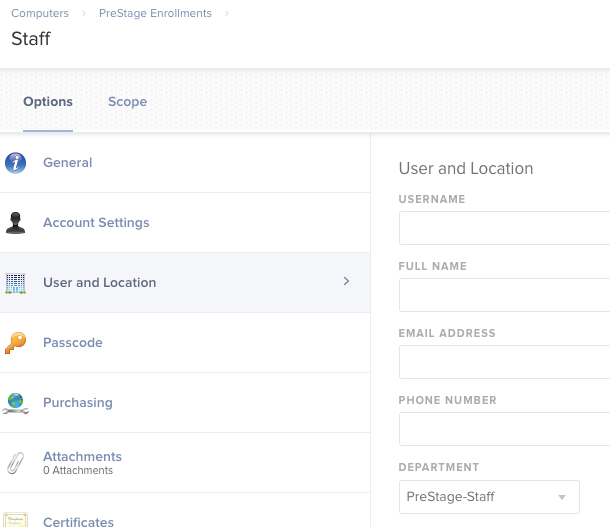 Computers > PreStage Enrollments >
Staff
Options Scope
General
Account Settings
User and Location
Passcode
Purchasing
Attachments
0 Attachments
Certificates
User and Location
USERNAME
FULL NAME
EMAIL ADDRESS
PHONE NUMBER
DEPARTMENT
PreStage-Staff